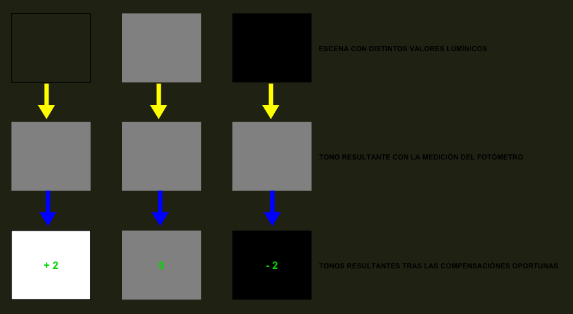 ESCENA CON DISTINTOS VALORES LUMÍNICOS
TONO RESULTANTE CON LA MEDICIÓN DEL FOTÓMETRO
+ 2
0
- 2
TONOS RESULTANTES TRAS LAS COMPENSACIONES OPORTUNAS